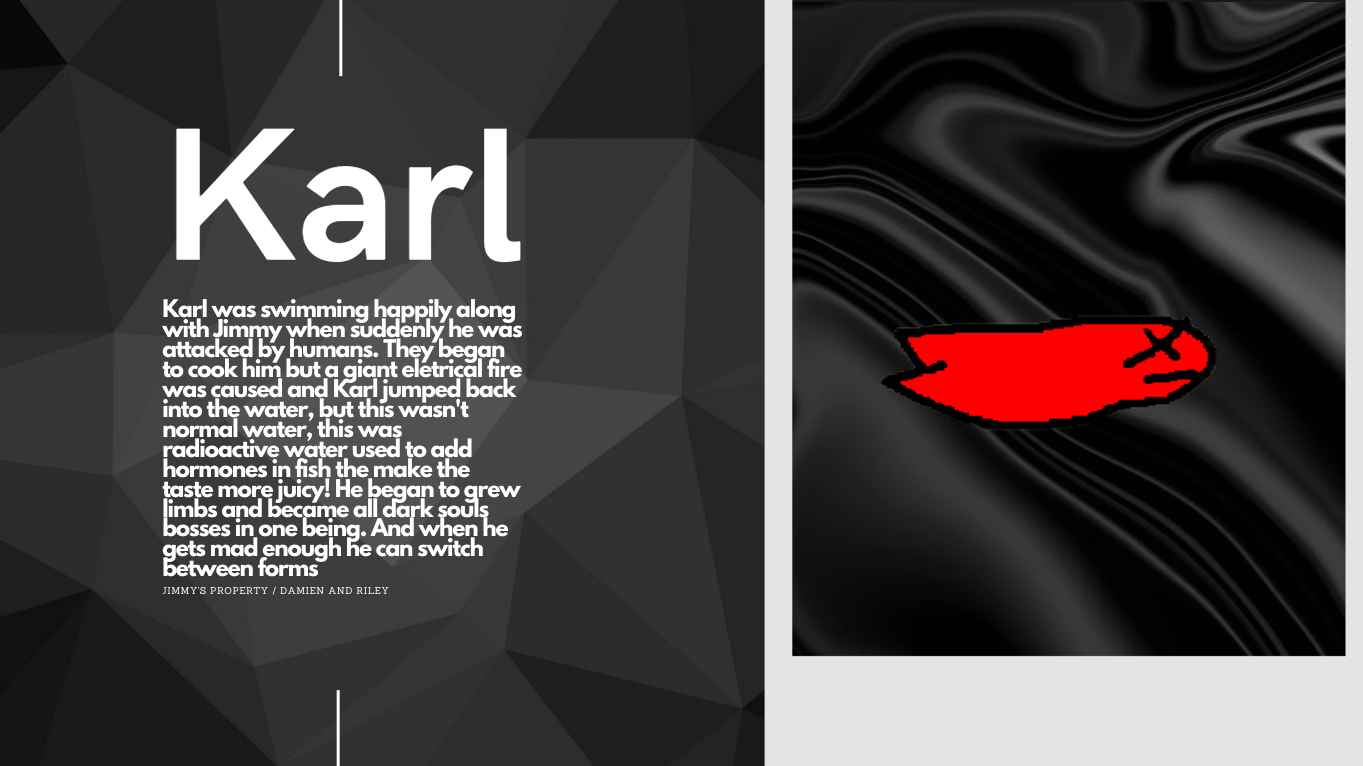 Karl
Karl was swimming happily along
with Jimmy when suddenly he was
attacked by humans. They began
to cook him but a giant eletrical fire
was caused and Karl jumped back
into the water, but this wasn't
normal water, this was
radioactive water used to add
hormones in fish the make the
taste more juicy! He began to grew
limbs and became all dark souls
bosses in one being. And when he
gets mad enough he can switch
between forms
JIMMY'S PROPERTY / DAMIEN AND RILEY